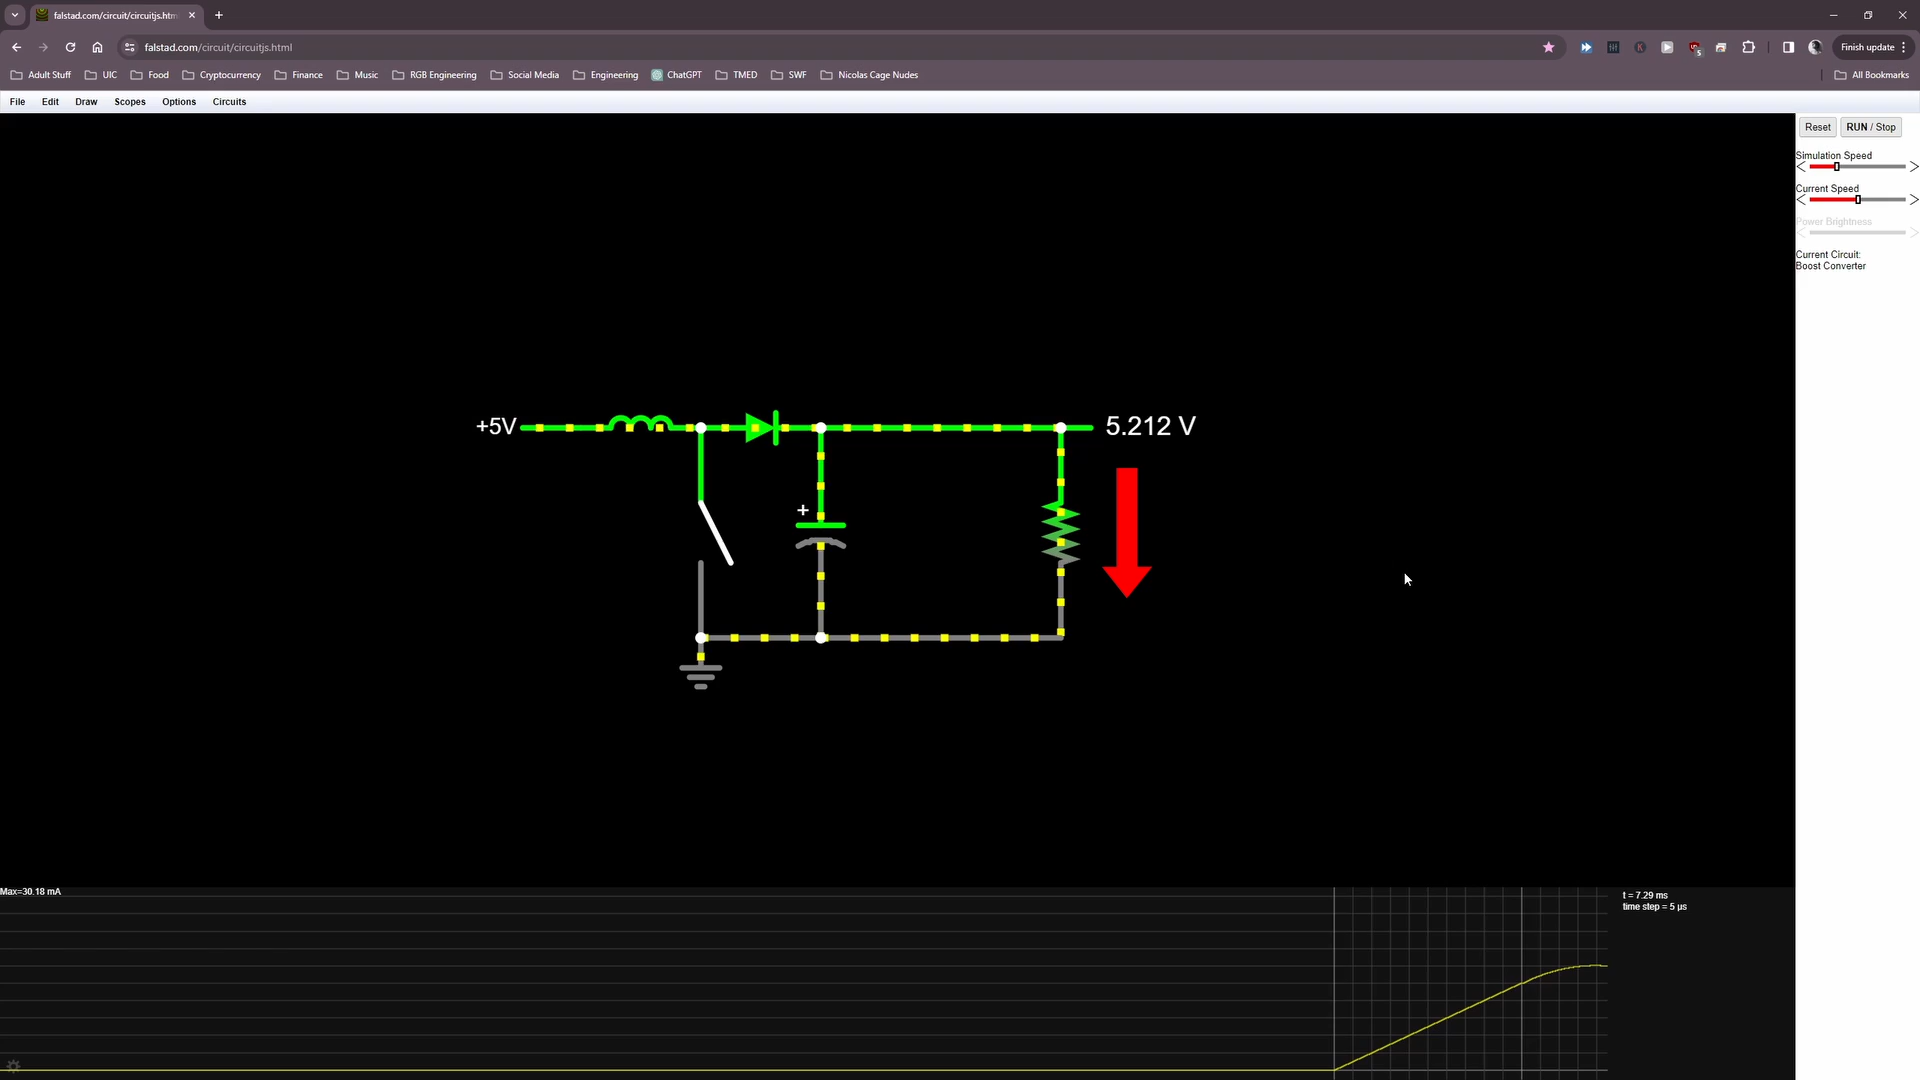 falstad.com/circuit/circuitjs.htm
falstad.com/circuit/circuitjs.html
5
Finish update
Adult Stuff
UIC
Food
Cryptocurrency
Finance
Music
RGB Engineering
Social Media
Engineering
ChatGPT
TMED
SWF
Nicolas Cage Nudes
All Bookmarks
File Edit Draw Scopes Options Circuits
Reset RUN / Stop
Simulation Speed
Current Speed
Power Brightness
Current Circuit:
Boost Converter
+5V
5.212 V
+
Max=30.18 mA
t = 7.29 ms
time step = 5 µs